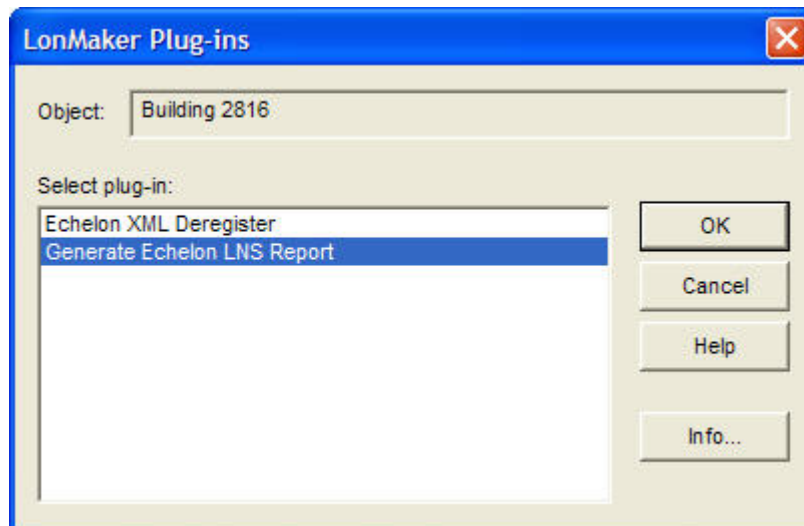 LonMaker Plug-ins
Object: Building 2816
Select plug-in:
Echelon XML Deregister
Generate Echelon LNS Report
OK
Cancel
Help
Info...